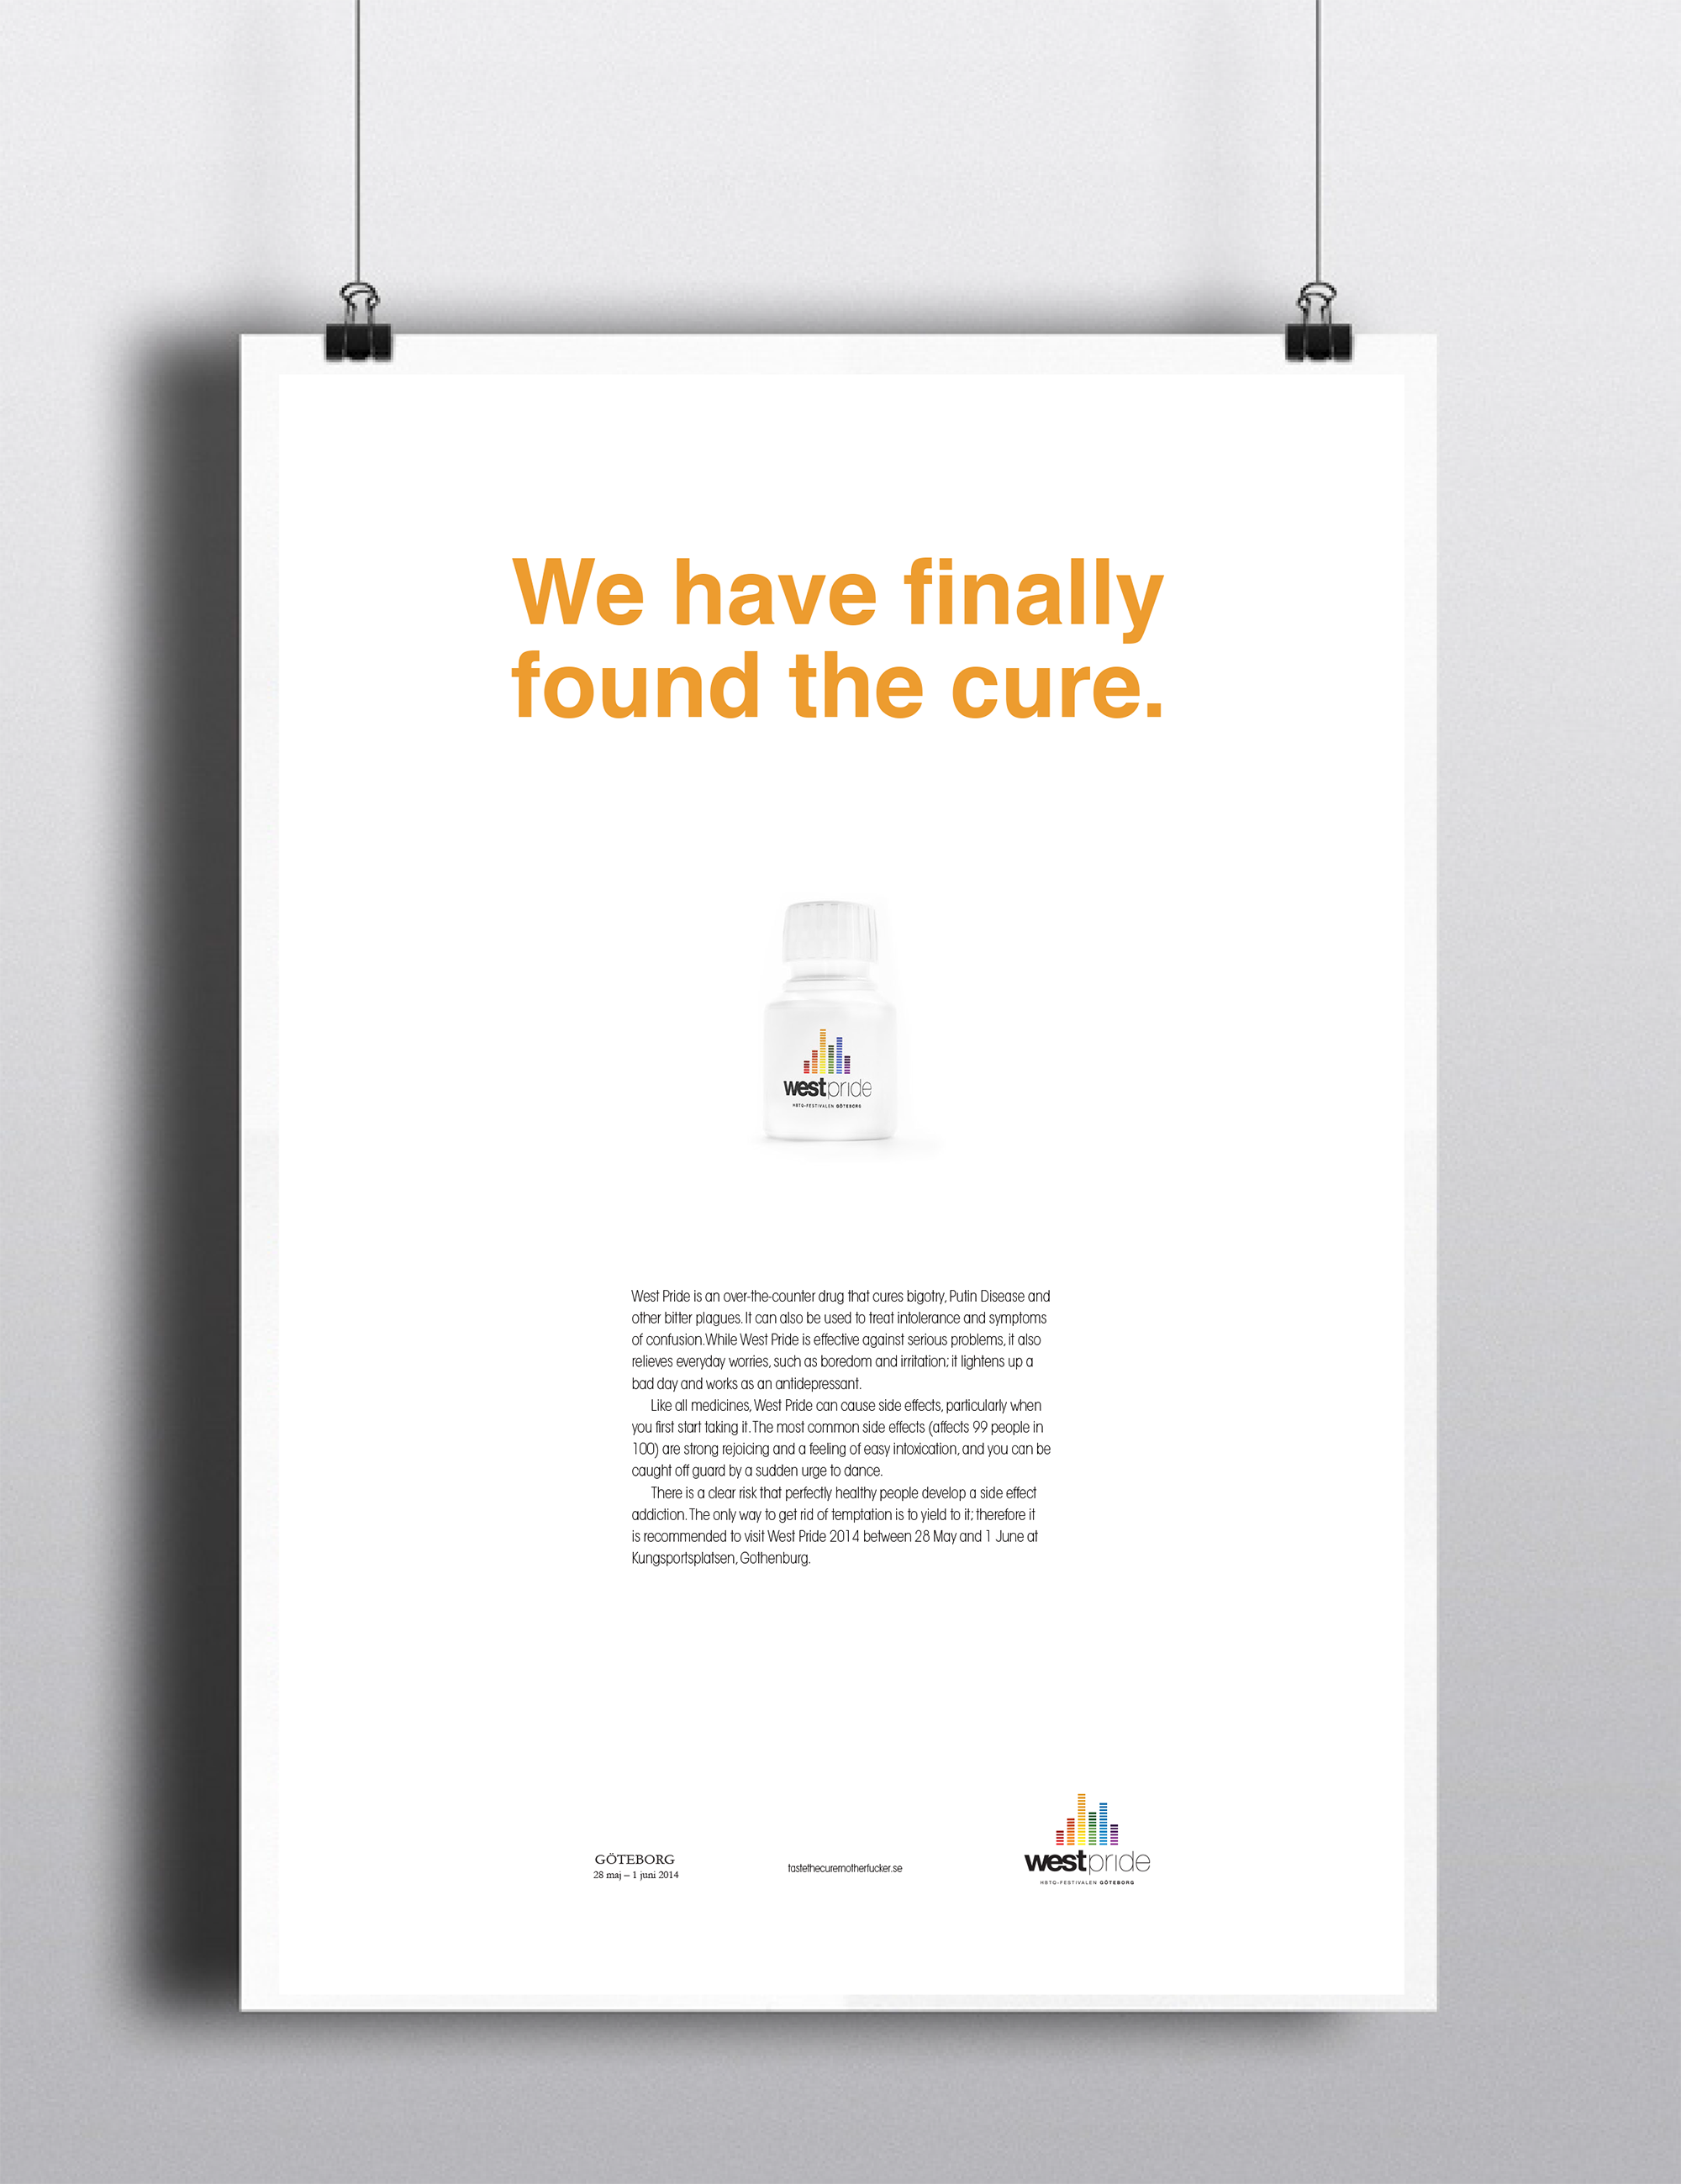 We have finally
found the cure.
westpride
HBTQ-FESTIVALEN GÖTEBORG
West Pride is an over-the-counter drug that cures bigotry, Putin Disease and
other bitter plagues. It can also be used to treat intolerance and symptoms
of confusion. While West Pride is effective against serious problems, it also
relieves everyday worries, such as boredom and irritation; it lightens up a
bad day and works as an antidepressant.
Like all medicines, West Pride can cause side effects, particularly when
you first start taking it. The most common side effects (affects 99 people in
100) are strong rejoicing and a feeling of easy intoxication, and you can be
caught off guard by a sudden urge to dance.
There is a clear risk that perfectly healthy people develop a side effect
addiction. The only way to get rid of temptation is to yield to it; therefore it
is recommended to visit West Pride 2014 between 28 May and 1 June at
Kungsportsplatsen, Gothenburg.
GÖTEBORG
28 maj – 1 juni 2014
tastethecuremotherfucker.se
westpride
HBTQ-FESTIVALEN GÖTEBORG